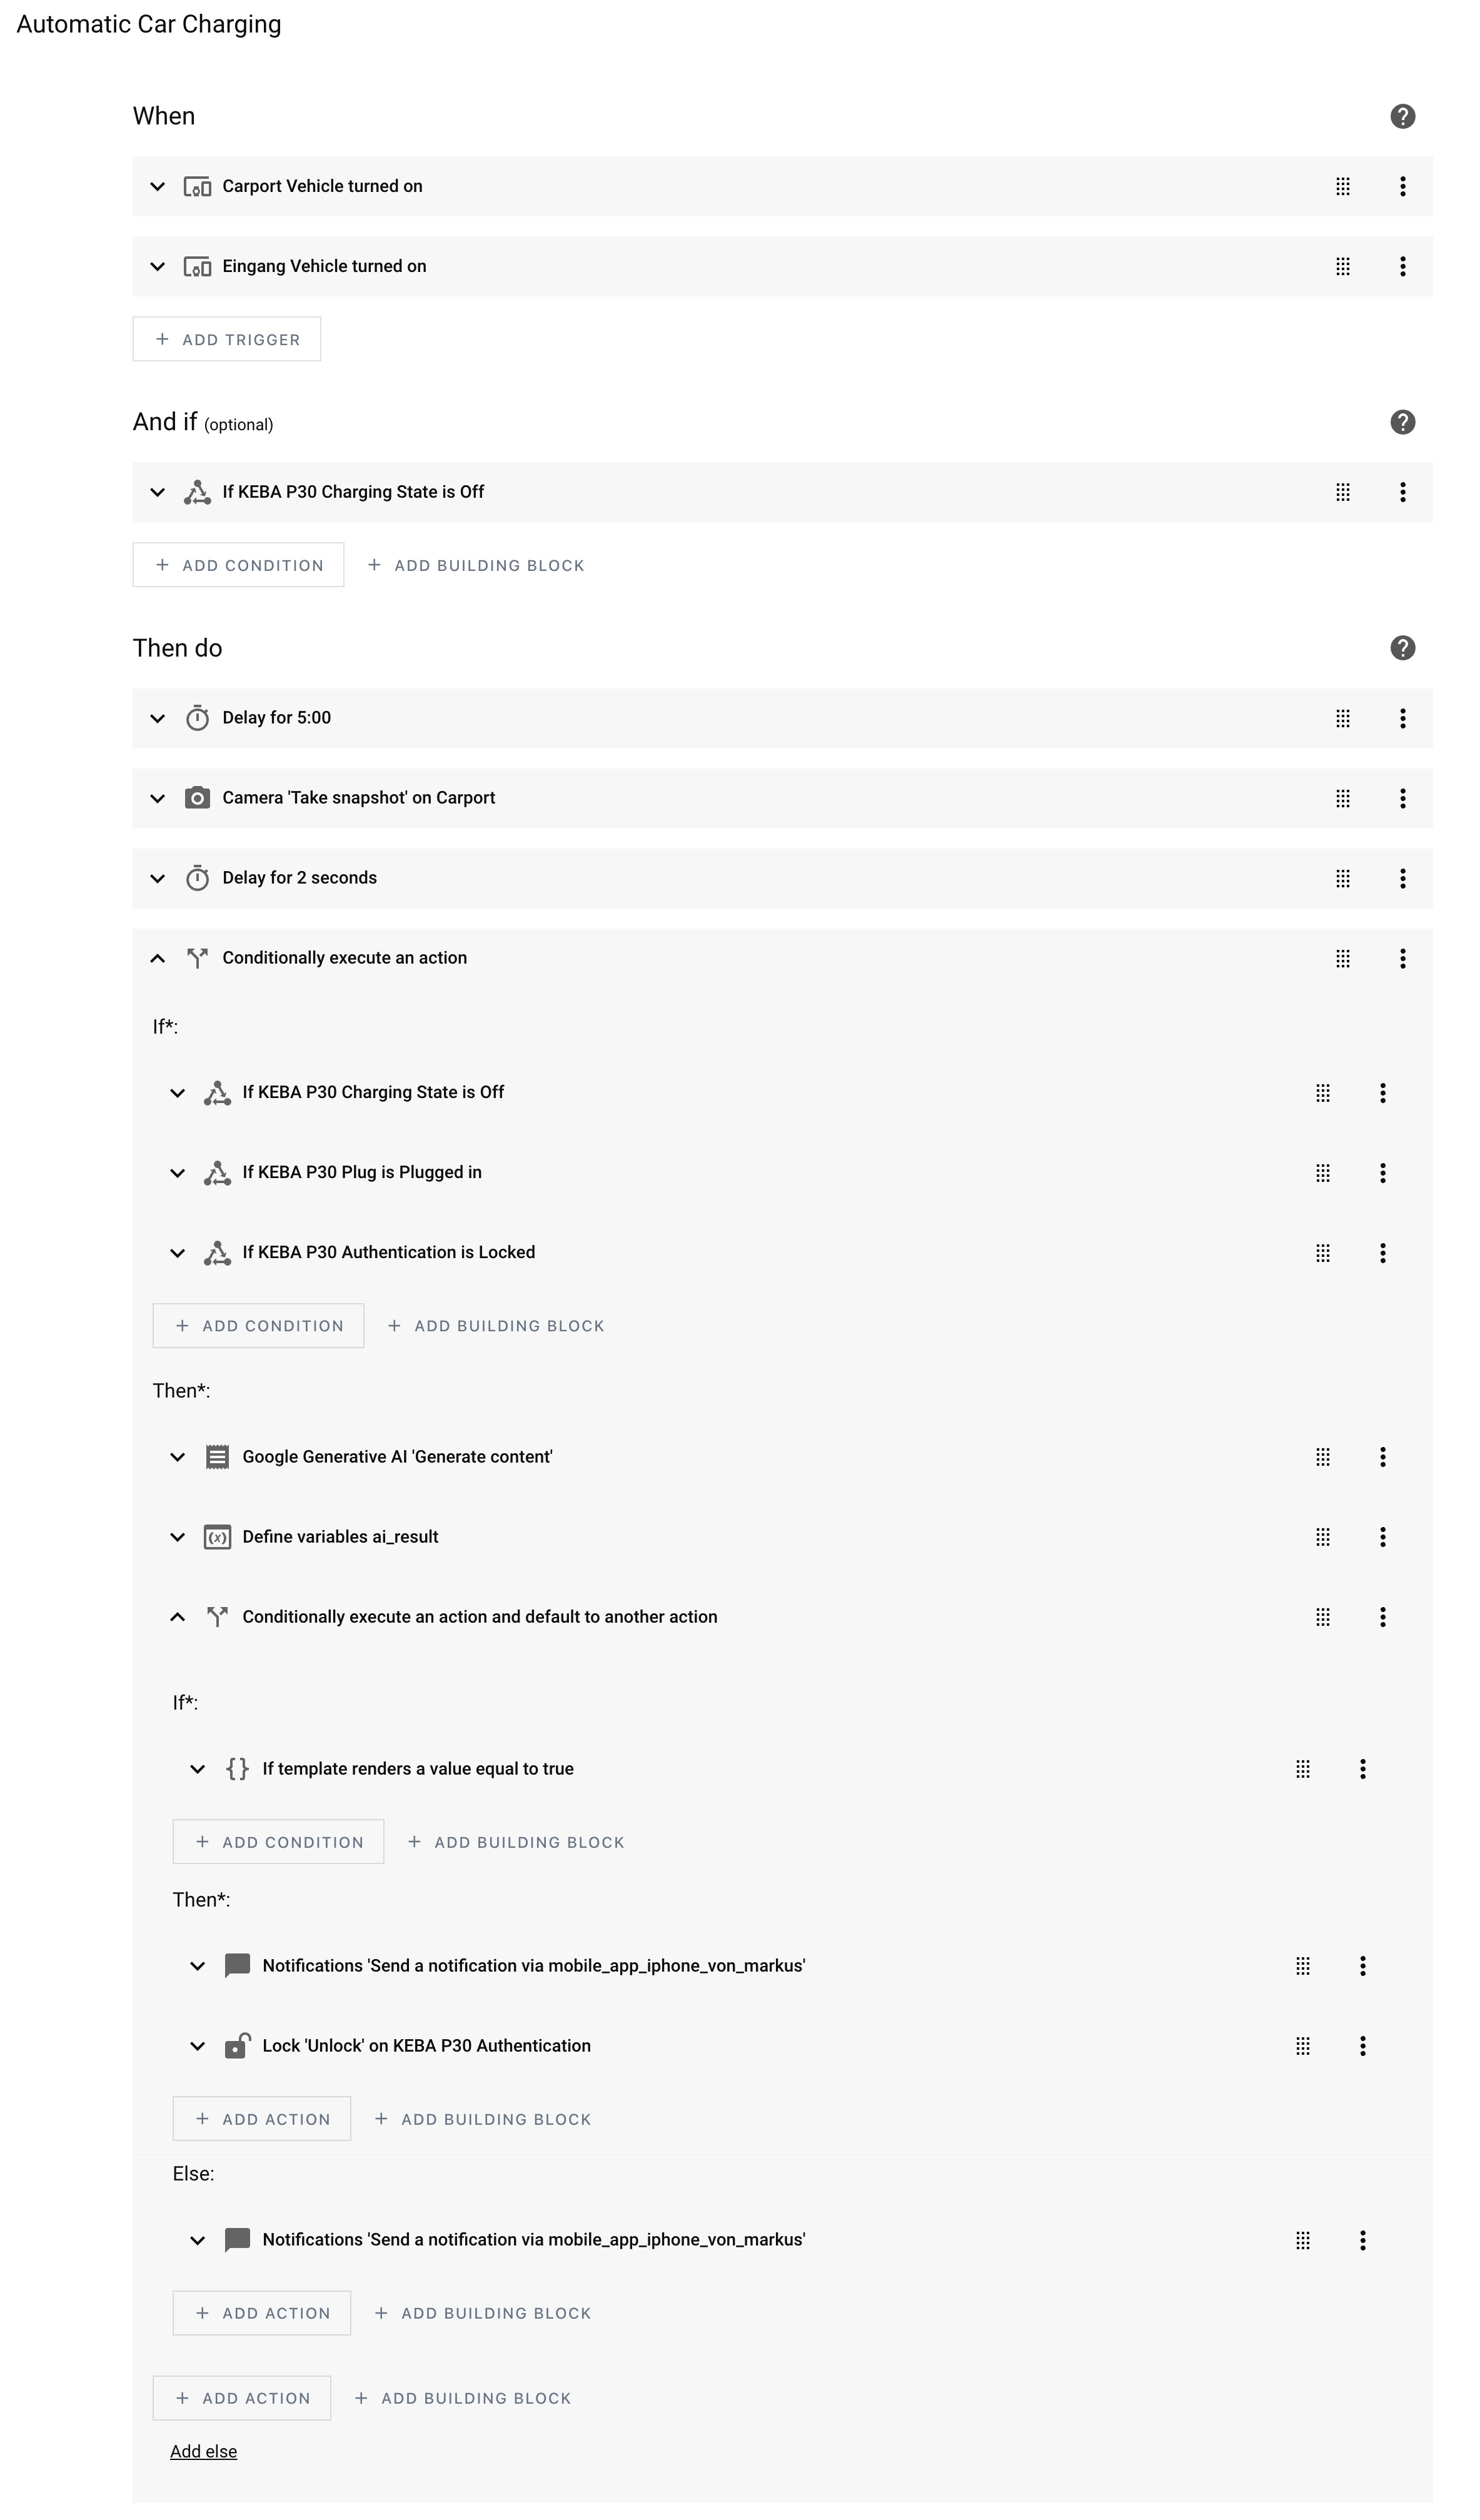 Automatic Car Charging
When
Carport Vehicle turned on
Eingang Vehicle turned on
+ ADD TRIGGER
And if (optional)
If KEBA P30 Charging State is Off
+ ADD CONDITION + ADD BUILDING BLOCK
Then do
Delay for 5:00
Camera 'Take snapshot' on Carport
Delay for 2 seconds
Conditionally execute an action
If*:
If KEBA P30 Charging State is Off
If KEBA P30 Plug is Plugged in
If KEBA P30 Authentication is Locked
+ ADD CONDITION + ADD BUILDING BLOCK
Then*:
Google Generative AI 'Generate content'
Define variables ai_result
Conditionally execute an action and default to another action
If*:
If template renders a value equal to true
+ ADD CONDITION + ADD BUILDING BLOCK
Then*:
Notifications 'Send a notification via mobile_app_iphone_von_markus'
Lock 'Unlock' on KEBA P30 Authentication
+ ADD ACTION + ADD BUILDING BLOCK
Else:
Notifications 'Send a notification via mobile_app_iphone_von_markus'
+ ADD ACTION + ADD BUILDING BLOCK
+ ADD ACTION + ADD BUILDING BLOCK
Add else